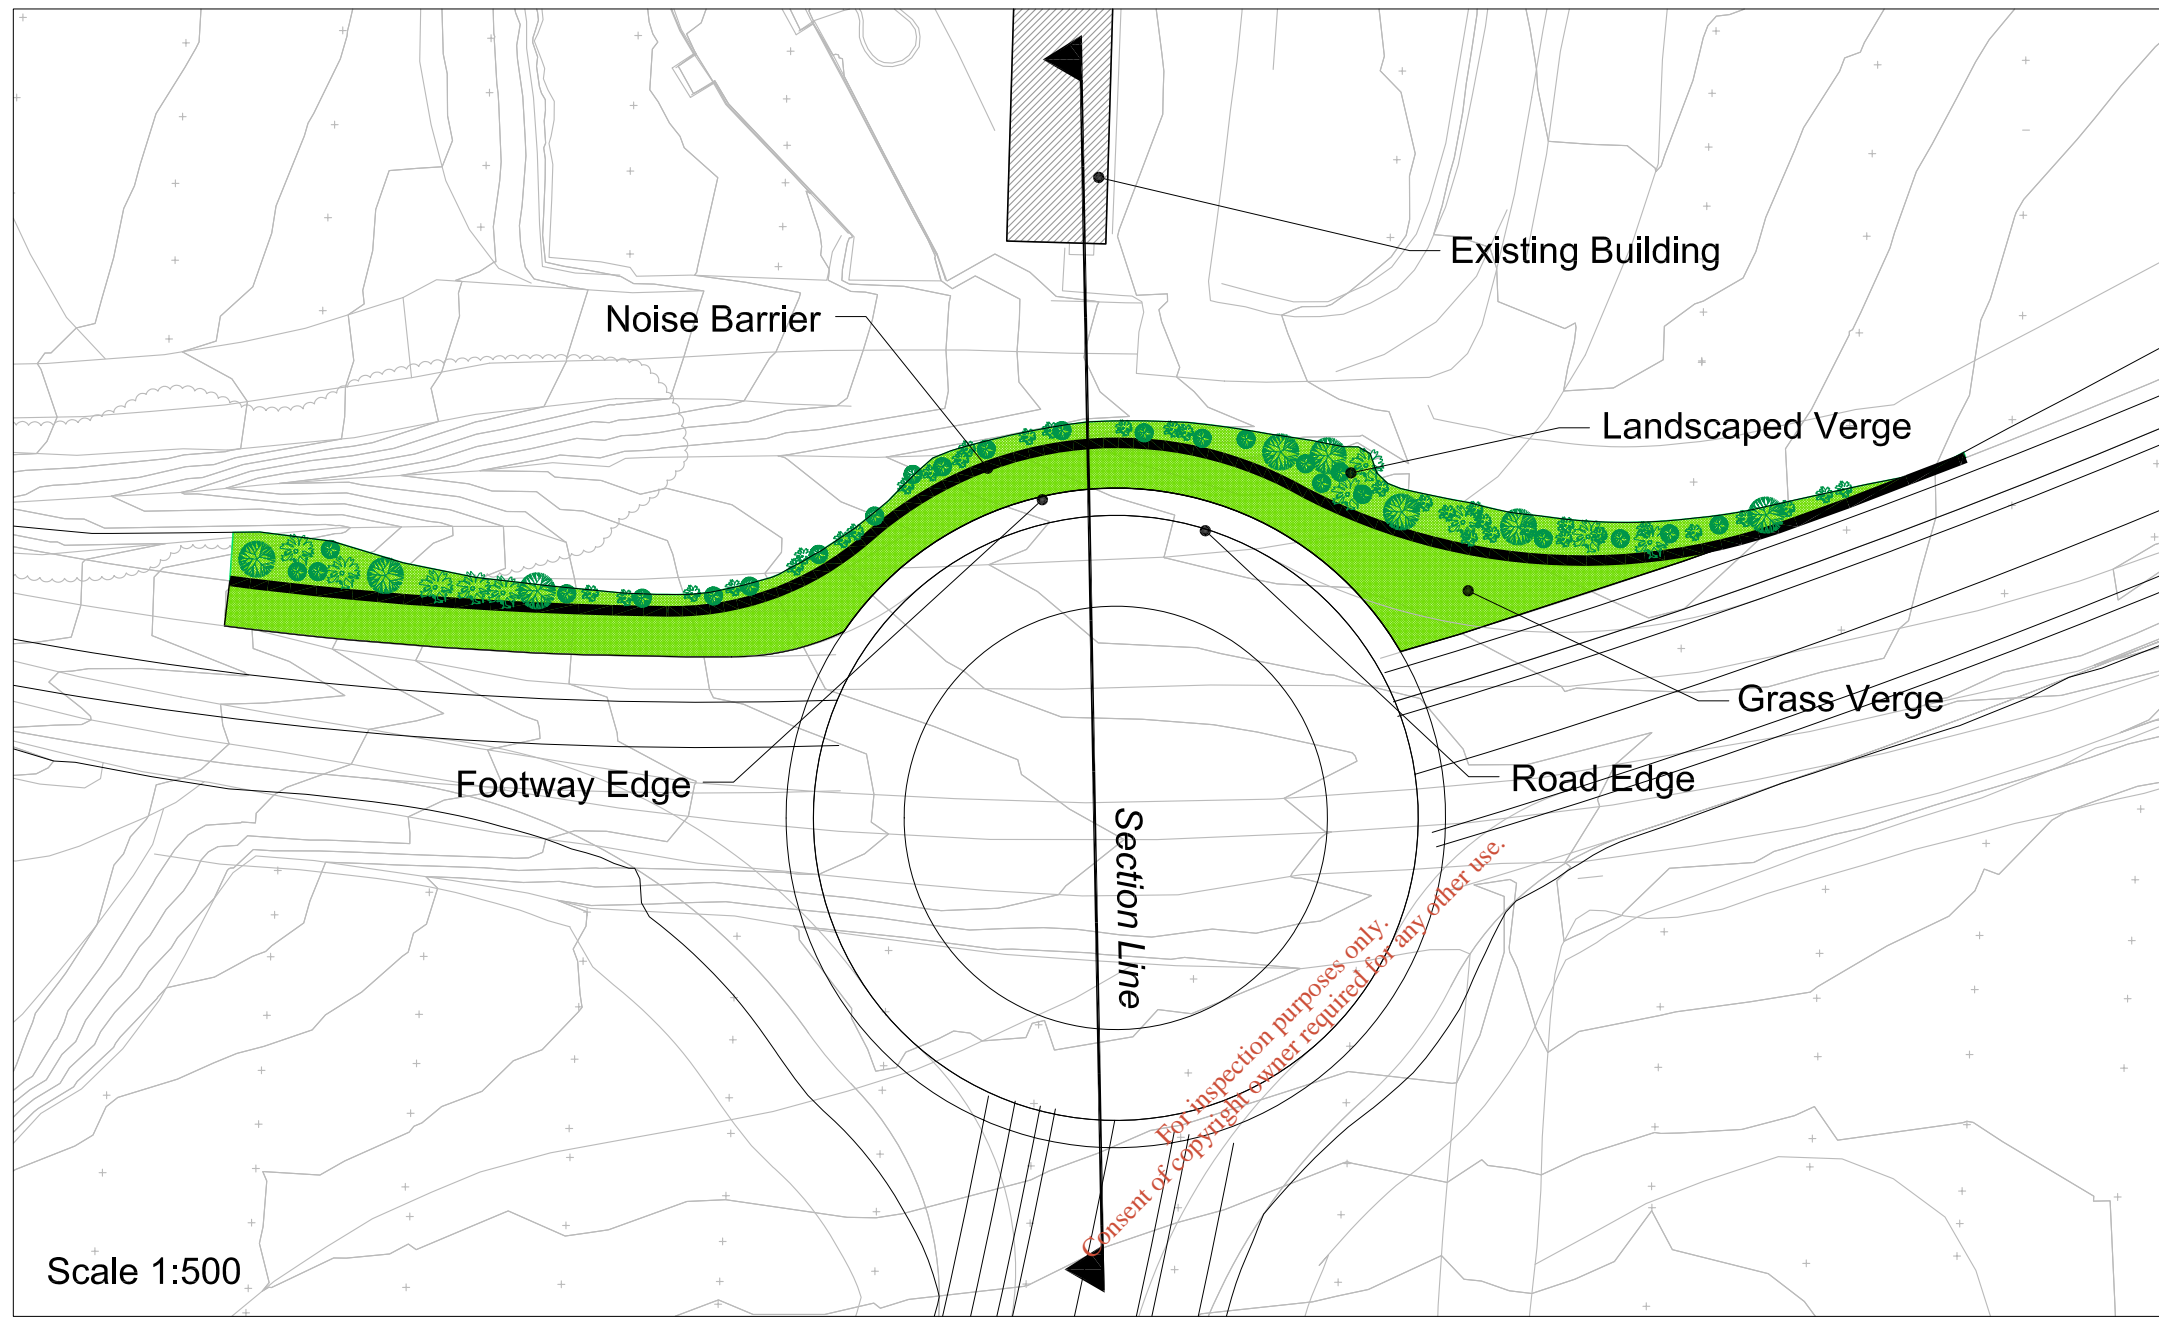 Existing Building
Noise Barrier
Landscaped Verge
Grass Verge
Footway Edge
Road Edge
Section Line
For inspection purposes only.
Consent of copyright owner required for any other use.
Scale 1:500